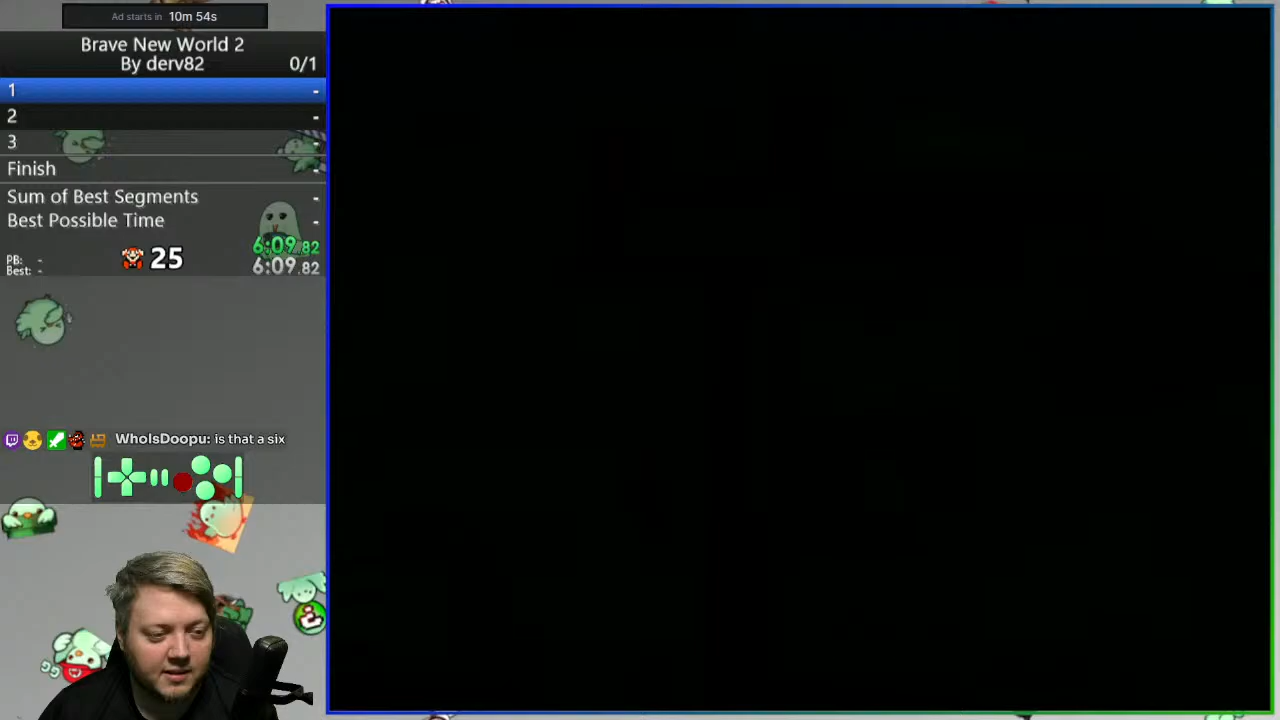 Ad starts in 10m 54s
Brave New World 2
By derv82 0/1
1 -
2 -
3 -
Finish -
Sum of Best Segments -
Best Possible Time -
PB: -
Best: -
25
6:09.82
6:09.82
WhoIsDoopu: is that a six
GG